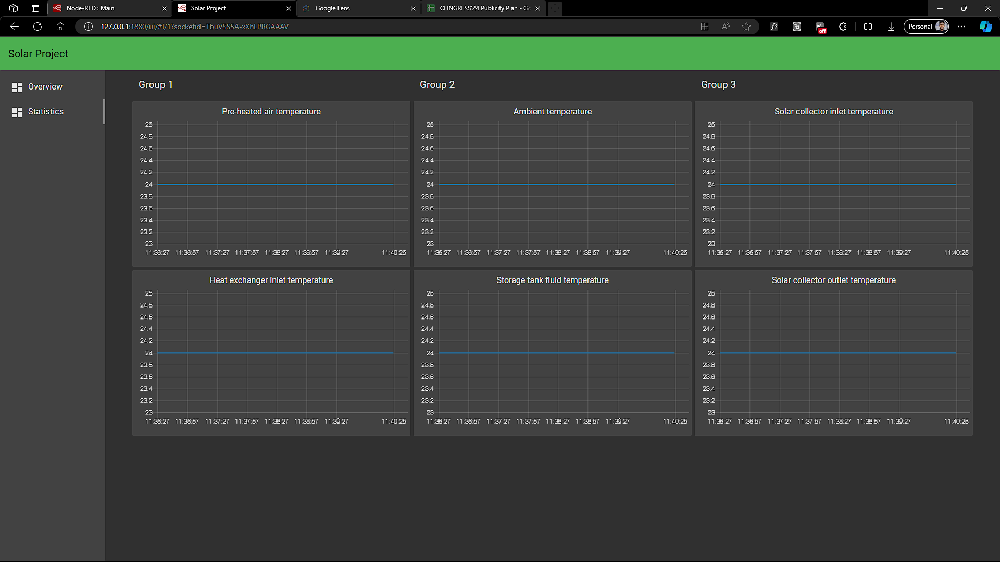 Node-RED : Main
Solar Project
Google Lens
CONGRESS'24 Publicity Plan - Go
127.0.0.1:1880/ui/#!/1?socketid=TbuVSS5A-xXhLPRGAAAV
off
Personal
Solar Project
Overview
Statistics
Group 1
Group 2
Group 3
Pre-heated air temperature
25
24.8
24.6
24.4
24.2
24
23.8
23.6
23.4
23.2
23
11:36:27 11:36:57 11:37:27 11:37:57 11:38:27 11:38:57 11:39:27 11:40:25
Ambient temperature
25
24.8
24.6
24.4
24.2
24
23.8
23.6
23.4
23.2
23
11:36:27 11:36:57 11:37:27 11:37:57 11:38:27 11:38:57 11:39:27 11:40:25
Solar collector inlet temperature
25
24.8
24.6
24.4
24.2
24
23.8
23.6
23.4
23.2
23
11:36:27 11:36:57 11:37:27 11:37:57 11:38:27 11:38:57 11:39:27 11:40:25
Heat exchanger inlet temperature
25
24.8
24.6
24.4
24.2
24
23.8
23.6
23.4
23.2
23
11:36:27 11:36:57 11:37:27 11:37:57 11:38:27 11:38:57 11:39:27 11:40:25
Storage tank fluid temperature
25
24.8
24.6
24.4
24.2
24
23.8
23.6
23.4
23.2
23
11:36:27 11:36:57 11:37:27 11:37:57 11:38:27 11:38:57 11:39:27 11:40:25
Solar collector outlet temperature
25
24.8
24.6
24.4
24.2
24
23.8
23.6
23.4
23.2
23
11:36:27 11:36:57 11:37:27 11:37:57 11:38:27 11:38:57 11:39:27 11:40:25